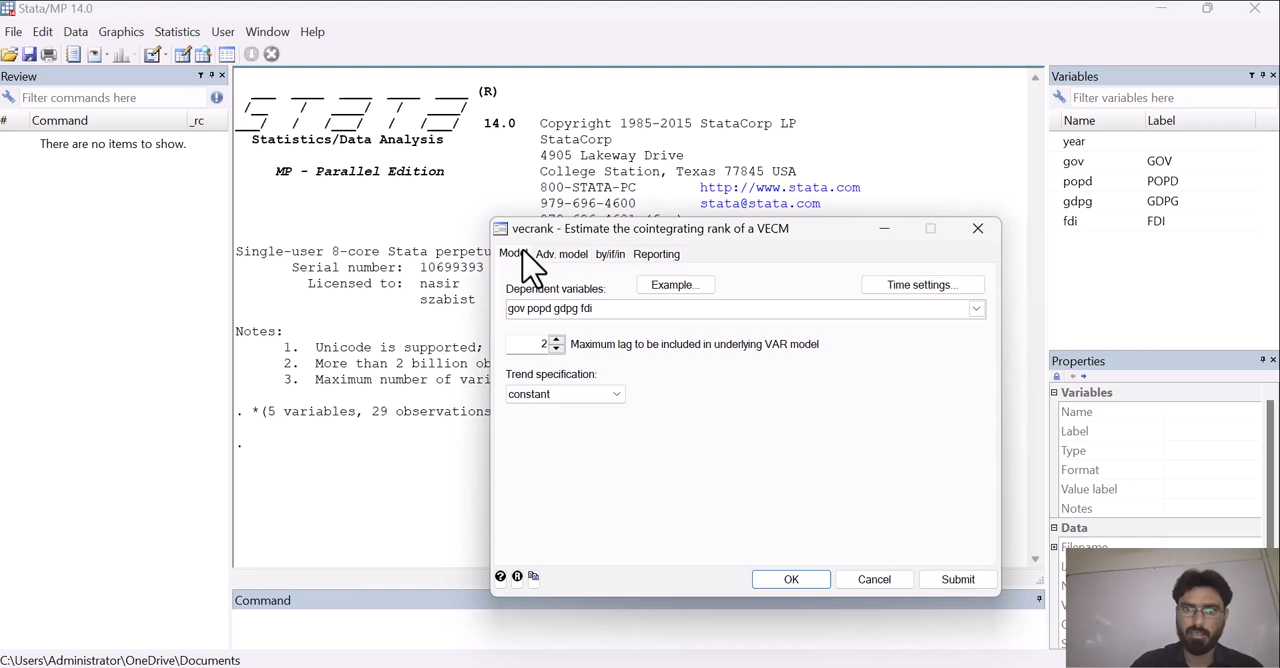 Stata/MP 14.0
File Edit Data Graphics Statistics User Window Help
Review
Filter commands here
# Command _rc
There are no items to show.
(R)
14.0 Copyright 1985-2015 StataCorp LP
Statistics/Data Analysis StataCorp
4905 Lakeway Drive
MP - Parallel Edition College Station, Texas 77845 USA
800-STATA-PC http://www.stata.com
979-696-4600 stata@stata.com
Single-user 8-core Stata perpetu
Serial number: 10699393
Licensed to: nasir
szabist
Notes:
1. Unicode is supported;
2. More than 2 billion ob
3. Maximum number of vari
. *(5 variables, 29 observations
.
vecrank - Estimate the cointegrating rank of a VECM
Model Adv. model by/if/in Reporting
Dependent variables: Example... Time settings...
gov popd gdpg fdi
2 Maximum lag to be included in underlying VAR model
Trend specification:
constant
OK Cancel Submit
Command
Variables
Filter variables here
Name Label
year
gov GOV
popd POPD
gdpg GDPG
fdi FDI
Properties
Variables
Name
Label
Type
Format
Value label
Notes
Data
Filename
C:\Users\Administrator\OneDrive\Documents